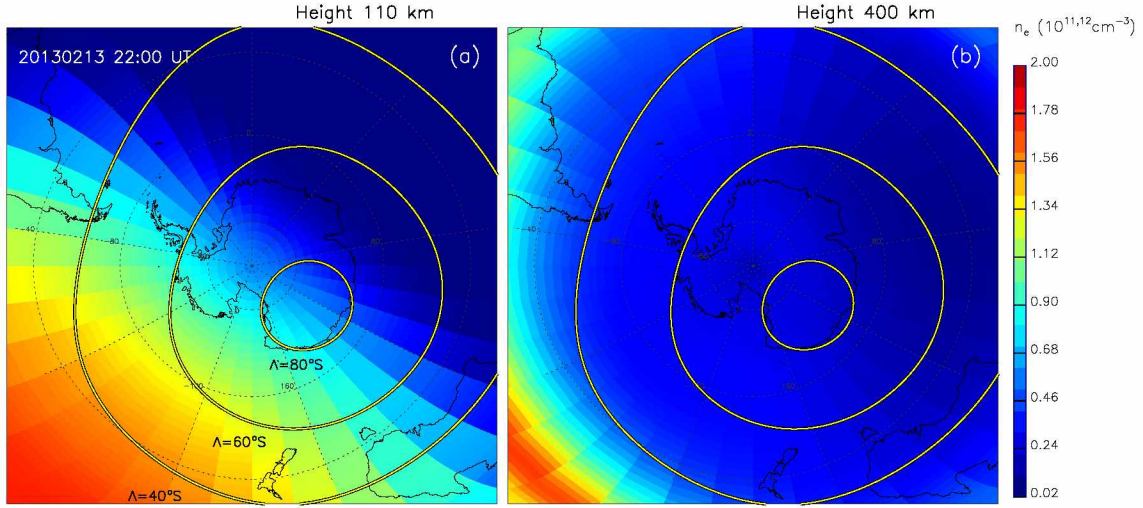 Height 110 km
Height 400 km
n_e (10^11,12 cm^−3)
20130213 22:00 UT
(a)
(b)
2.00
1.78
1.56
1.34
1.12
0.90
0.68
0.46
0.24
0.02
Λ=80°S
Λ=60°S
Λ=40°S
160